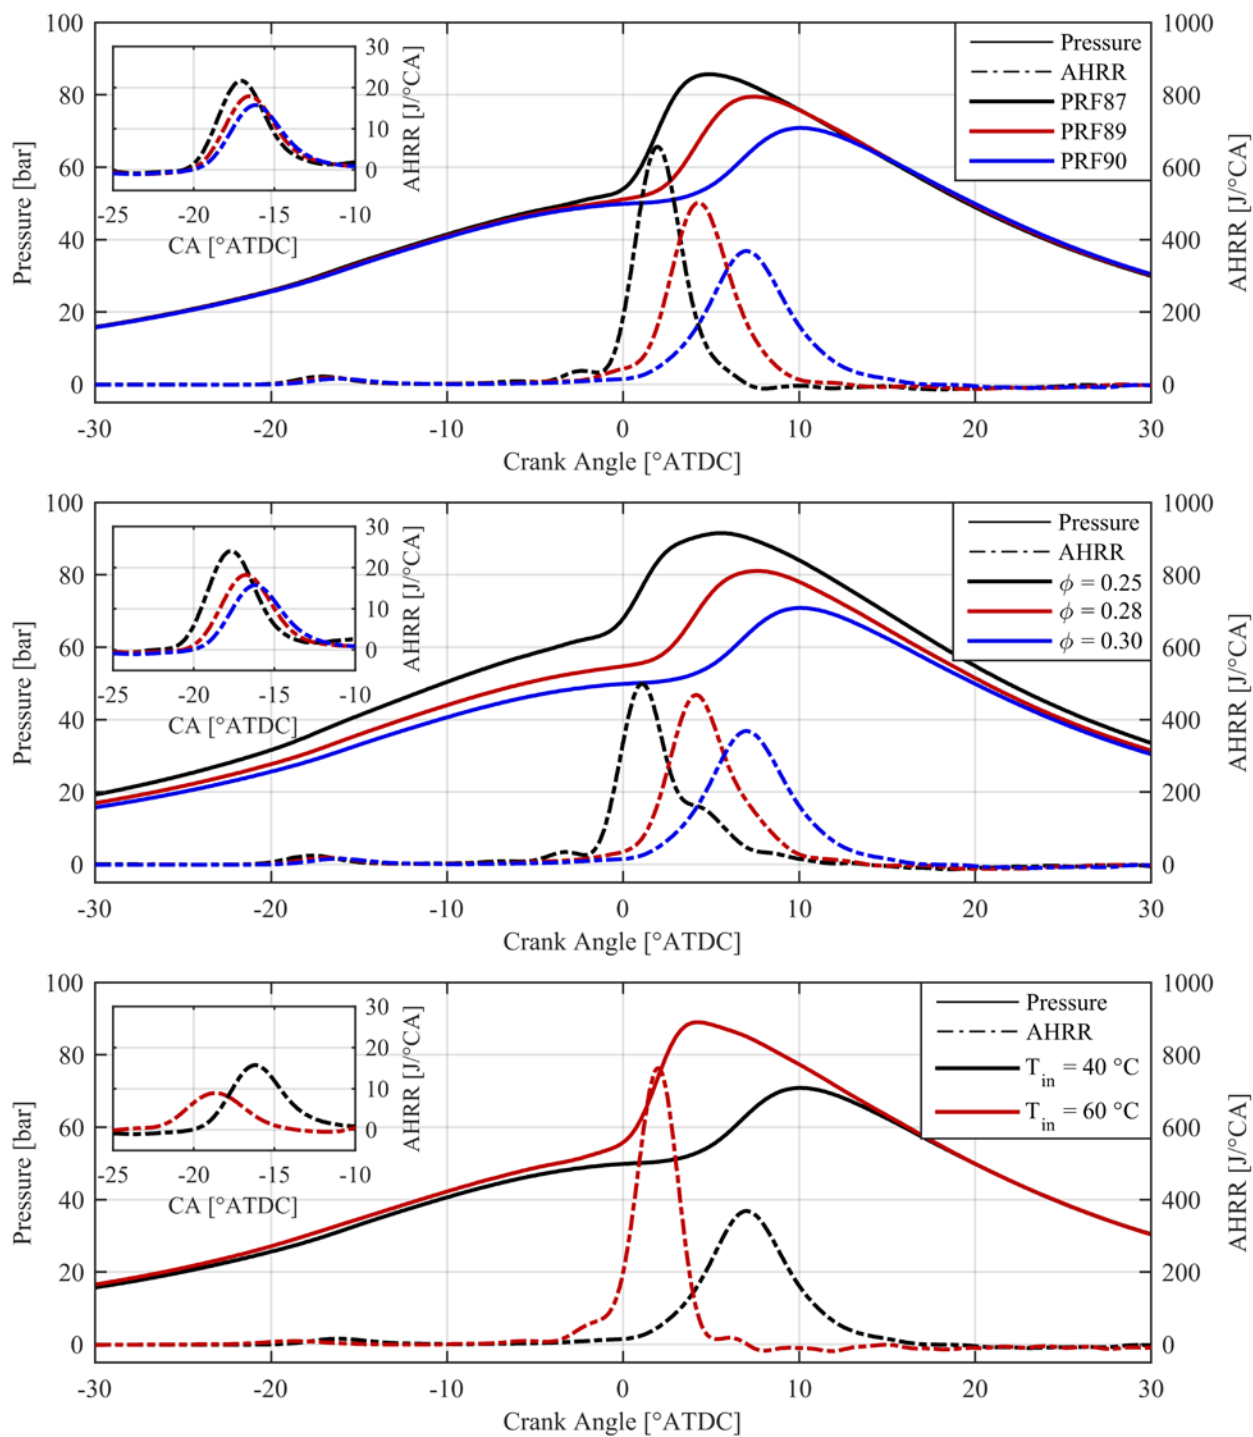 100
80
60
40
20
0
Pressure [bar]
1000
800
600
400
200
0
AHRR [J/°CA]
30
20
10
0
AHRR [J/°CA]
-25 -20 -15 -10
CA [°ATDC]
Pressure
AHRR
PRF87
PRF89
PRF90
-30 -20 -10 0 10 20 30
Crank Angle [°ATDC]
100
80
60
40
20
0
Pressure [bar]
1000
800
600
400
200
0
AHRR [J/°CA]
30
20
10
0
AHRR [J/°CA]
-25 -20 -15 -10
CA [°ATDC]
Pressure
AHRR
ϕ = 0.25
ϕ = 0.28
ϕ = 0.30
-30 -20 -10 0 10 20 30
Crank Angle [°ATDC]
100
80
60
40
20
0
Pressure [bar]
1000
800
600
400
200
0
AHRR [J/°CA]
30
20
10
0
AHRR [J/°CA]
-25 -20 -15 -10
CA [°ATDC]
Pressure
AHRR
T_in = 40 °C
T_in = 60 °C
-30 -20 -10 0 10 20 30
Crank Angle [°ATDC]